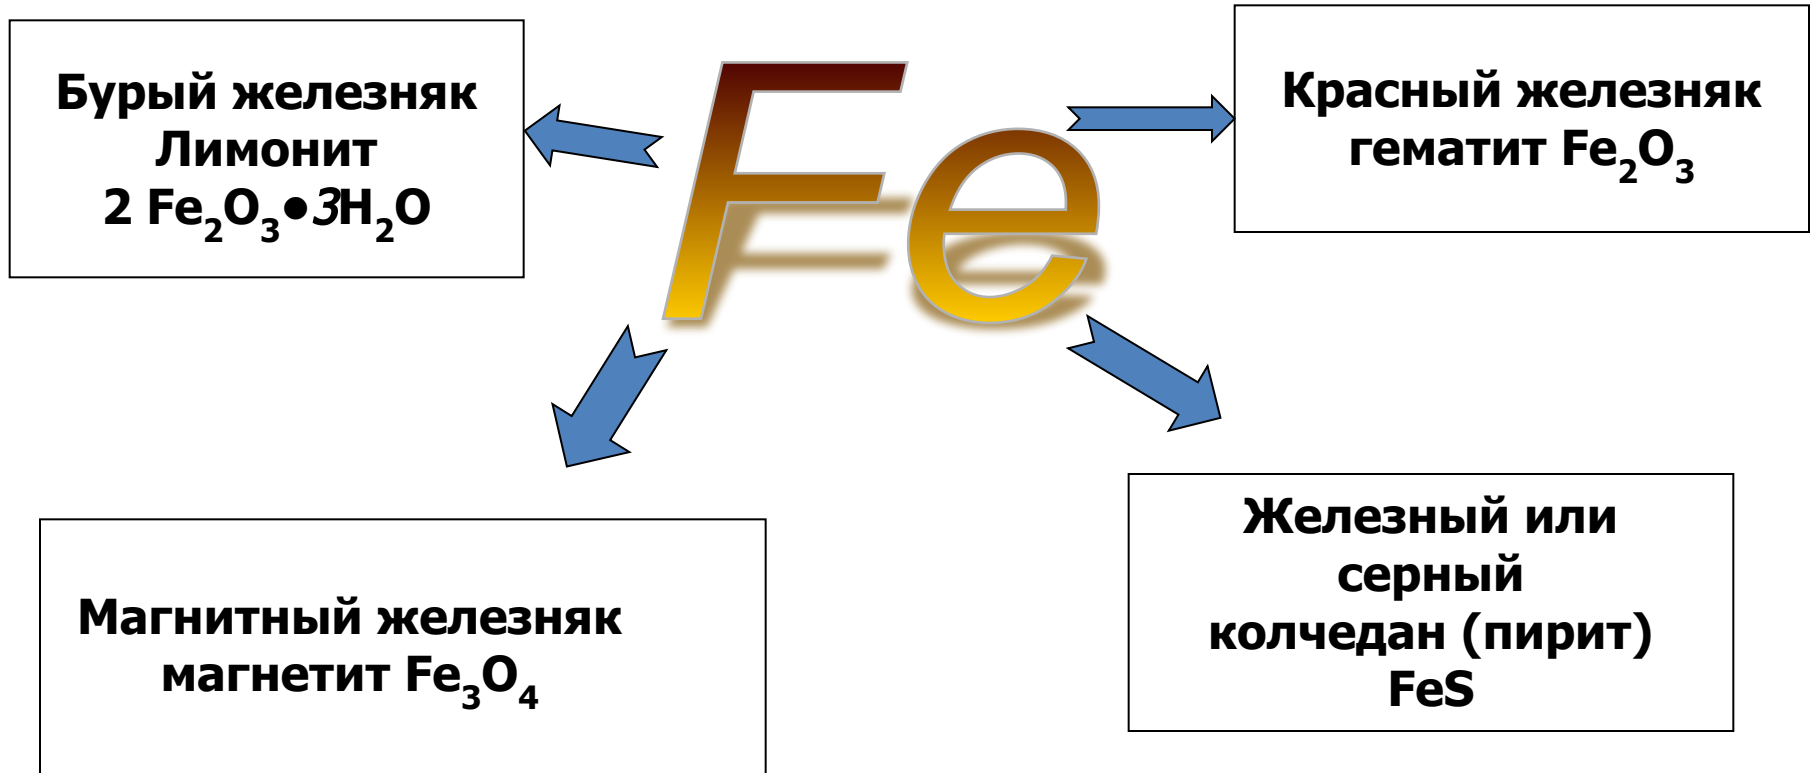 Бурый железняк
Лимонит
2 Fe₂O₃●3H₂O
Fe
Красный железняк
гематит Fe₂O₃
Магнитный железняк
магнетит Fe₃O₄
Железный или
серный
колчедан (пирит)
FeS